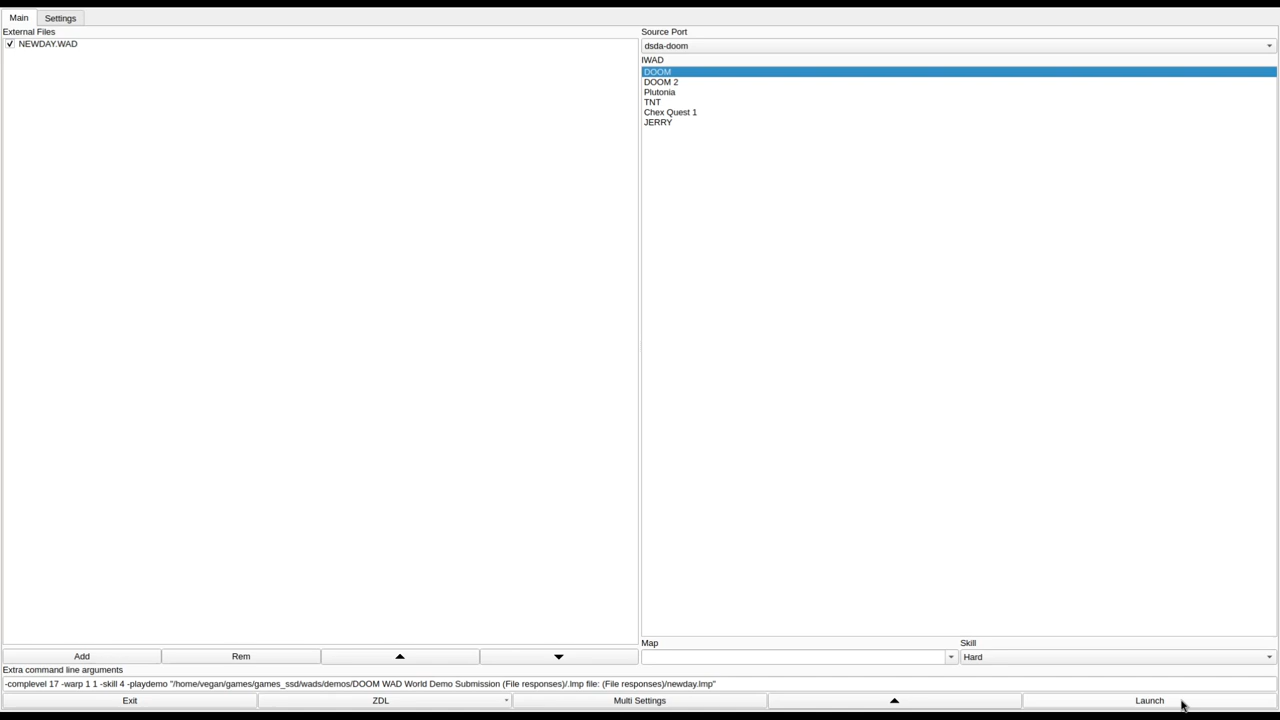 Main Settings
External Files
NEWDAY.WAD
Source Port
dsda-doom
IWAD
DOOM
DOOM 2
Plutonia
TNT
Chex Quest 1
JERRY
Map Skill
Hard
Add Rem
Extra command line arguments
-complevel 17 -warp 1 1 -skill 4 -playdemo "/home/vegan/games/games_ssd/wads/demos/DOOM WAD World Demo Submission (File responses)/.lmp file: (File responses)/newday.lmp"
Exit ZDL Multi Settings Launch